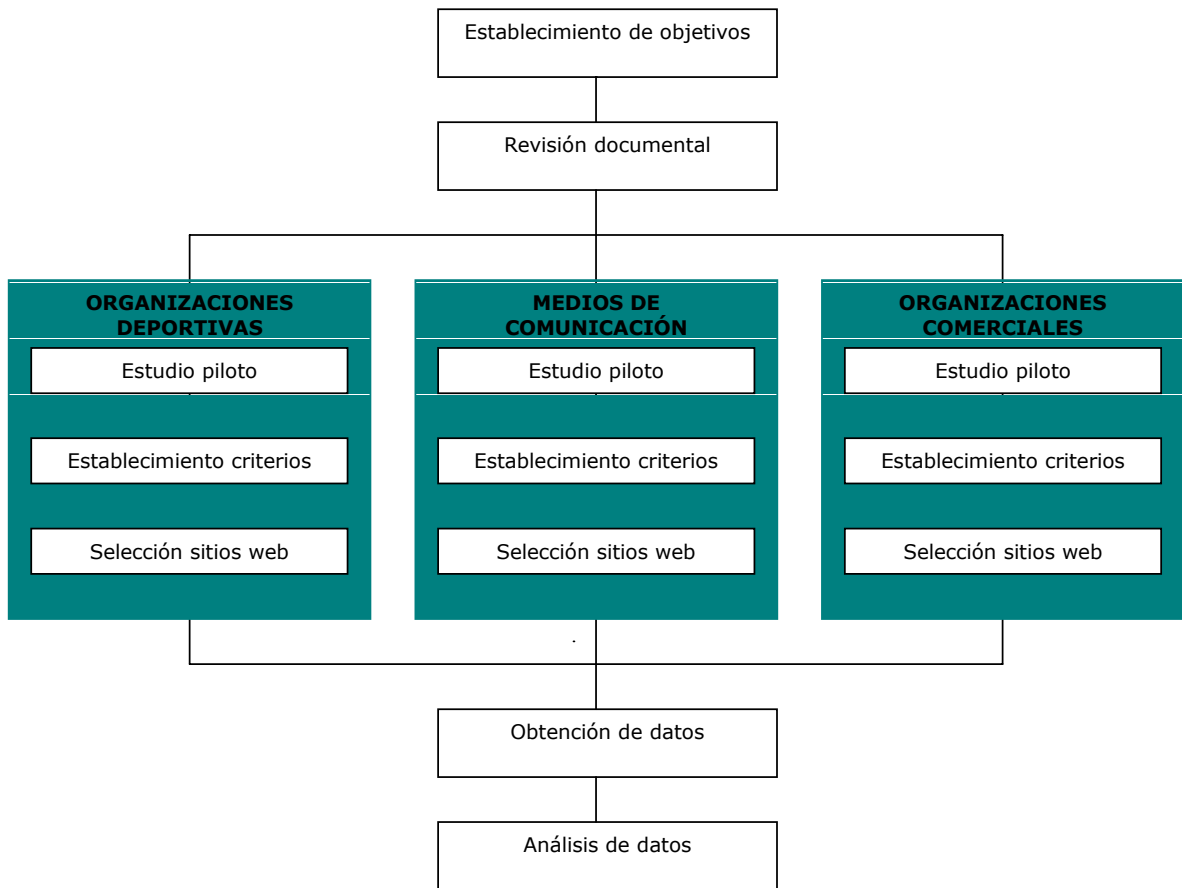 Establecimiento de objetivos
Revisión documental
ORGANIZACIONES
DEPORTIVAS
Estudio piloto
Establecimiento criterios
Selección sitios web
MEDIOS DE
COMUNICACIÓN
Estudio piloto
Establecimiento criterios
Selección sitios web
ORGANIZACIONES
COMERCIALES
Estudio piloto
Establecimiento criterios
Selección sitios web
Obtención de datos
Análisis de datos